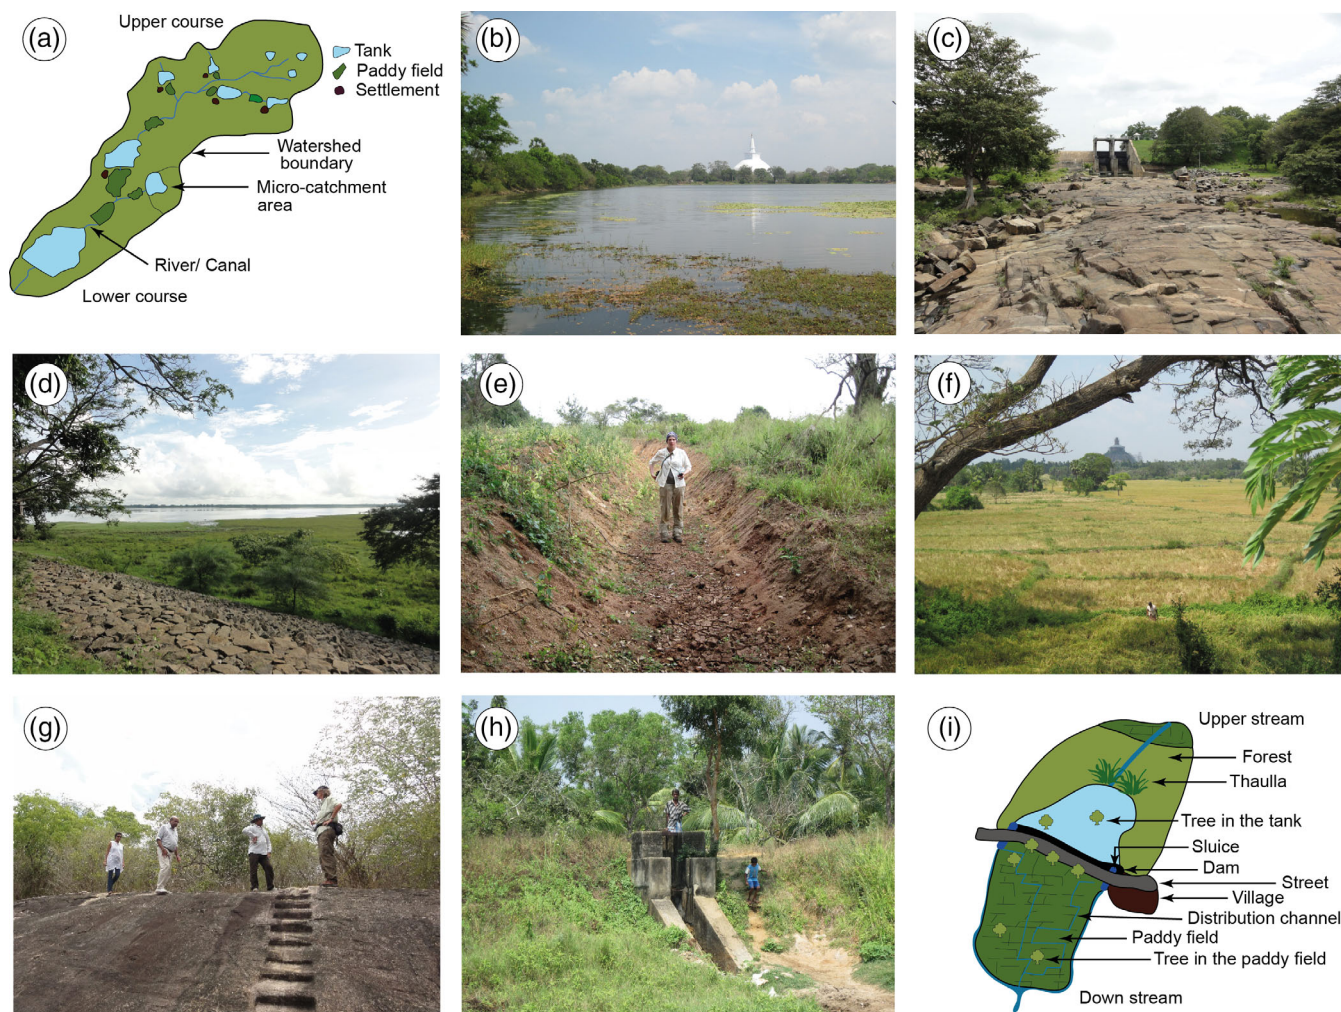 (a)
Upper course
Tank
Paddy field
Settlement
Watershed
boundary
Micro-catchment
area
River/ Canal
Lower course
(b)
(c)
(d)
(e)
(f)
(g)
(h)
(i)
Upper stream
Forest
Thaulla
Tree in the tank
Sluice
Dam
Street
Village
Distribution channel
Paddy field
Tree in the paddy field
Down stream